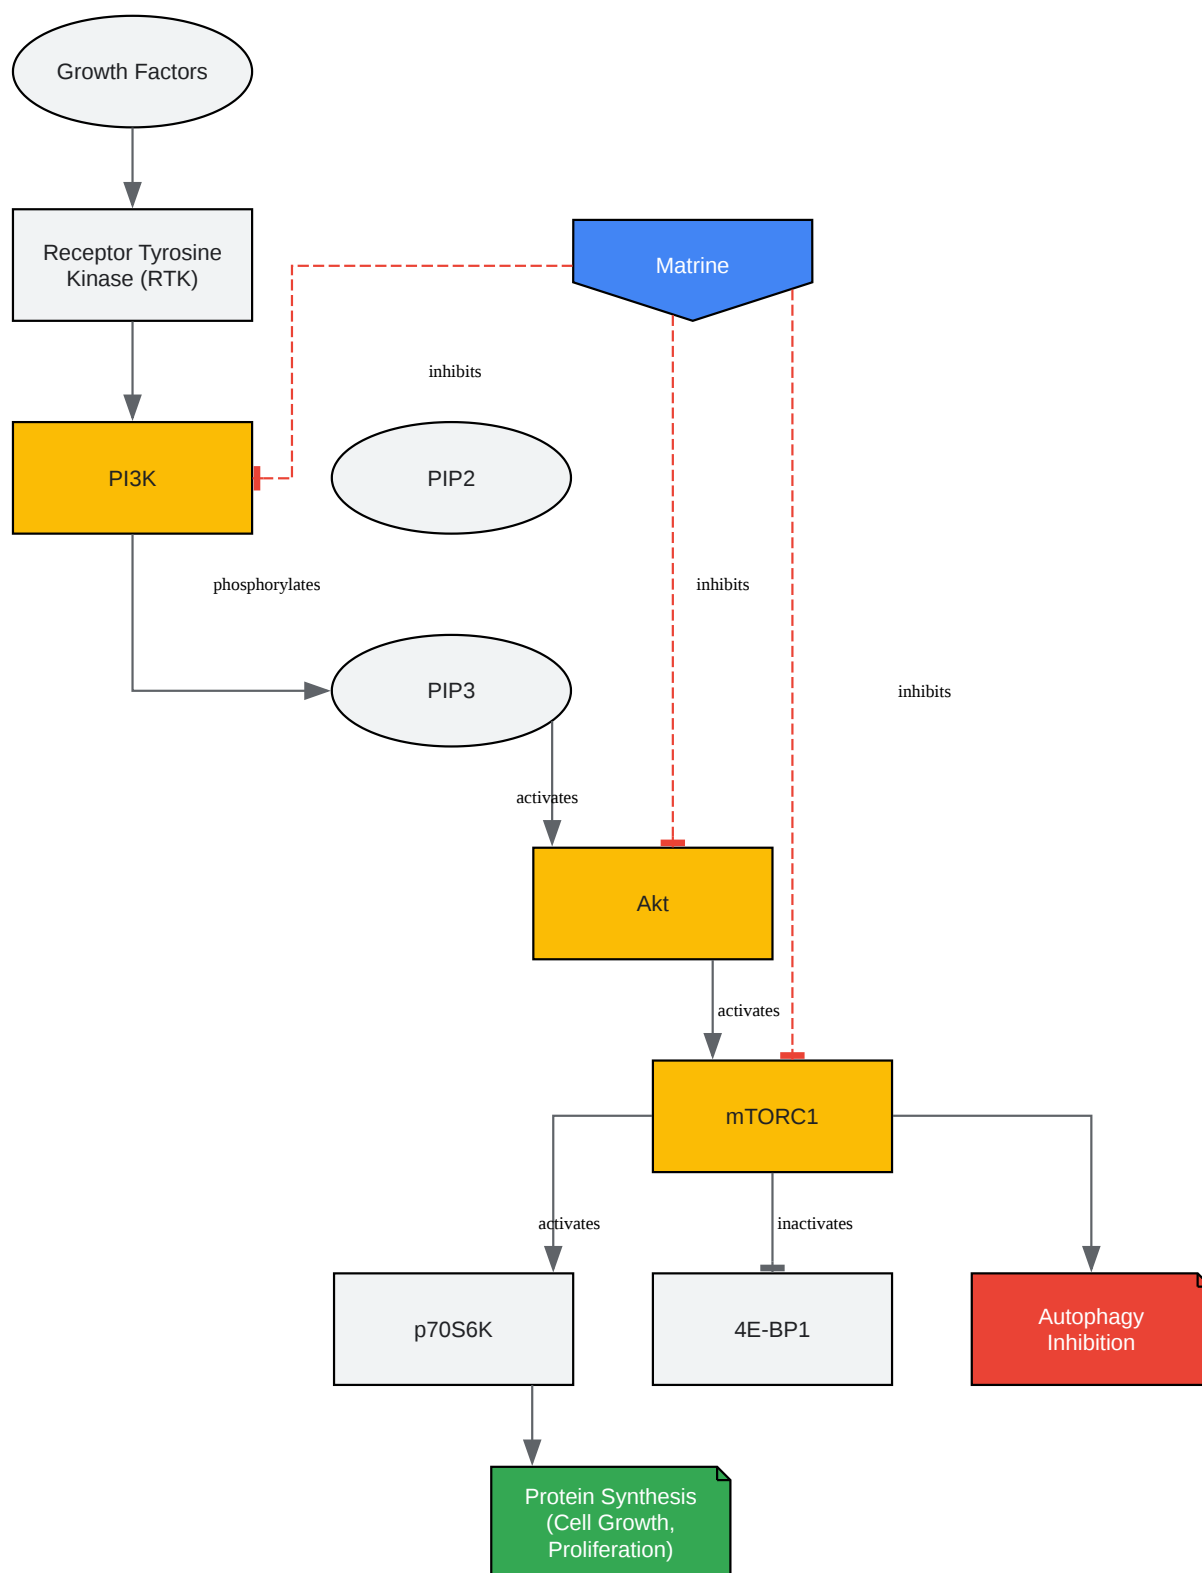 Growth Factors
Receptor Tyrosine
Kinase (RTK)
Matrine
inhibits
PI3K
PIP2
phosphorylates
inhibits
PIP3
inhibits
activates
Akt
activates
mTORC1
activates
inactivates
p70S6K
4E-BP1
Autophagy
Inhibition
Protein Synthesis
(Cell Growth,
Proliferation)